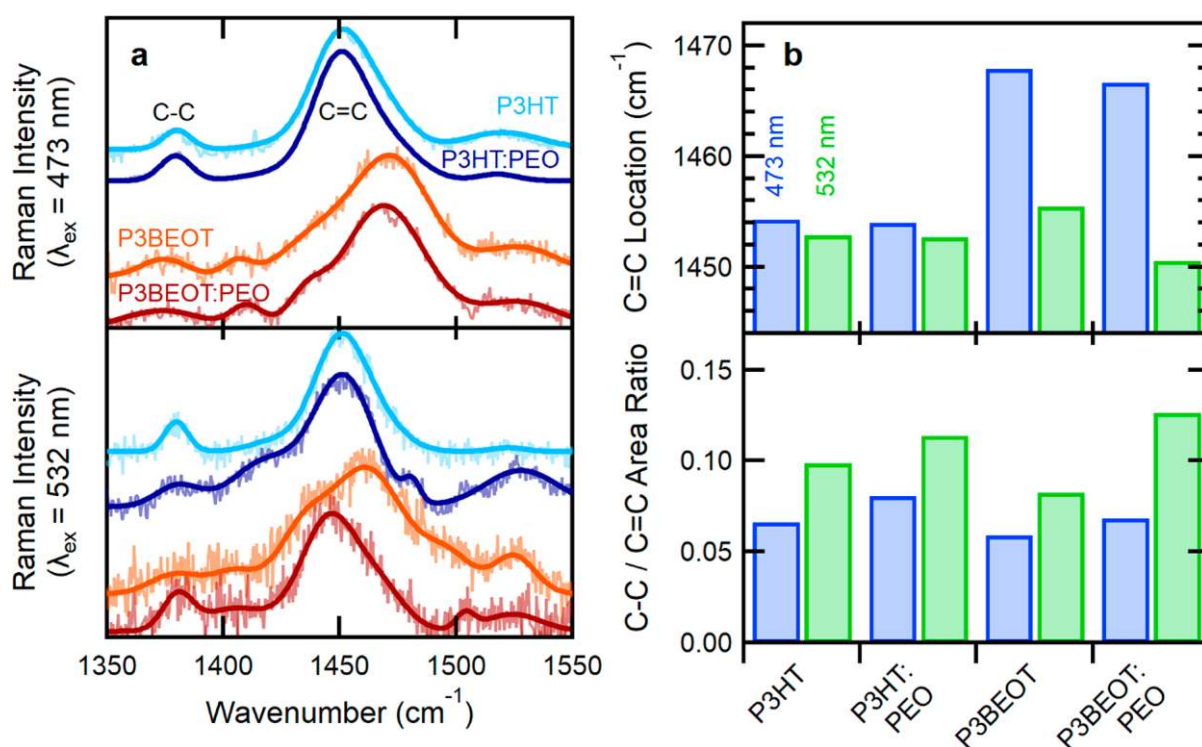 a
Raman Intensity
(λex = 473 nm)
C-C
C=C
P3HT
P3HT:PEO
P3BEOT
P3BEOT:PEO
Raman Intensity
(λex = 532 nm)
1350
1400
1450
1500
1550
Wavenumber (cm⁻¹)
b
C=C Location (cm⁻¹)
1470
1460
1450
473 nm
532 nm
C-C / C=C Area Ratio
0.15
0.10
0.05
0.00
P3HT
P3HT:
PEO
P3BEOT
P3BEOT:
PEO